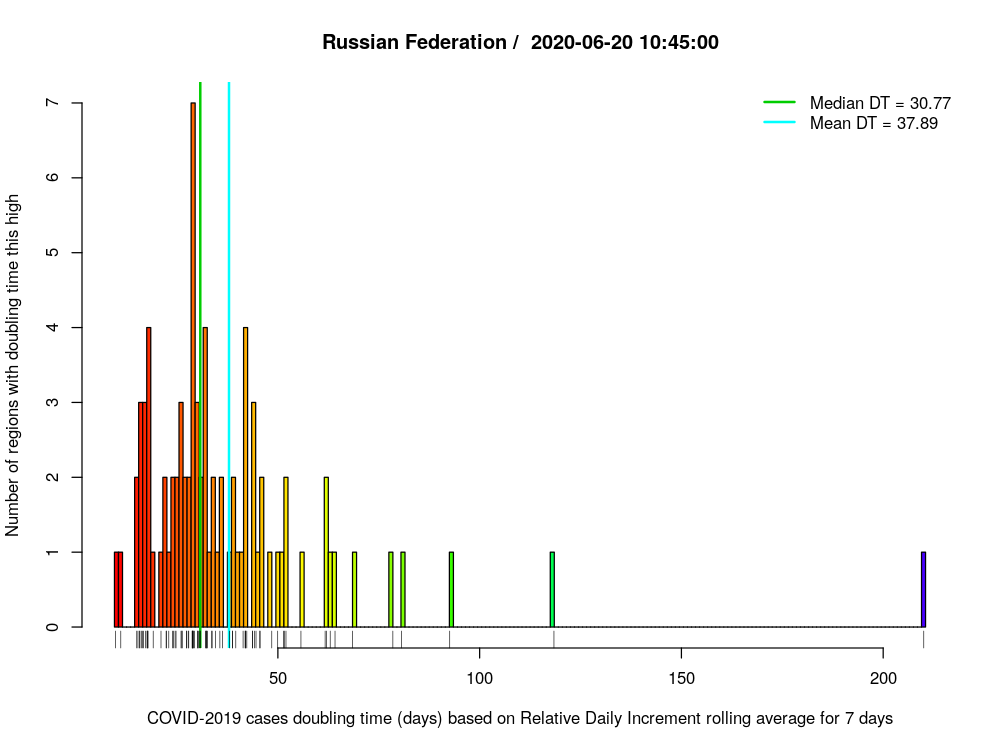 Russian Federation /  2020-06-20 10:45:00
Median DT = 30.77
Mean DT = 37.89
Number of regions with doubling time this high
7
6
5
4
3
2
1
0
50 100 150 200
COVID-2019 cases doubling time (days) based on Relative Daily Increment rolling average for 7 days